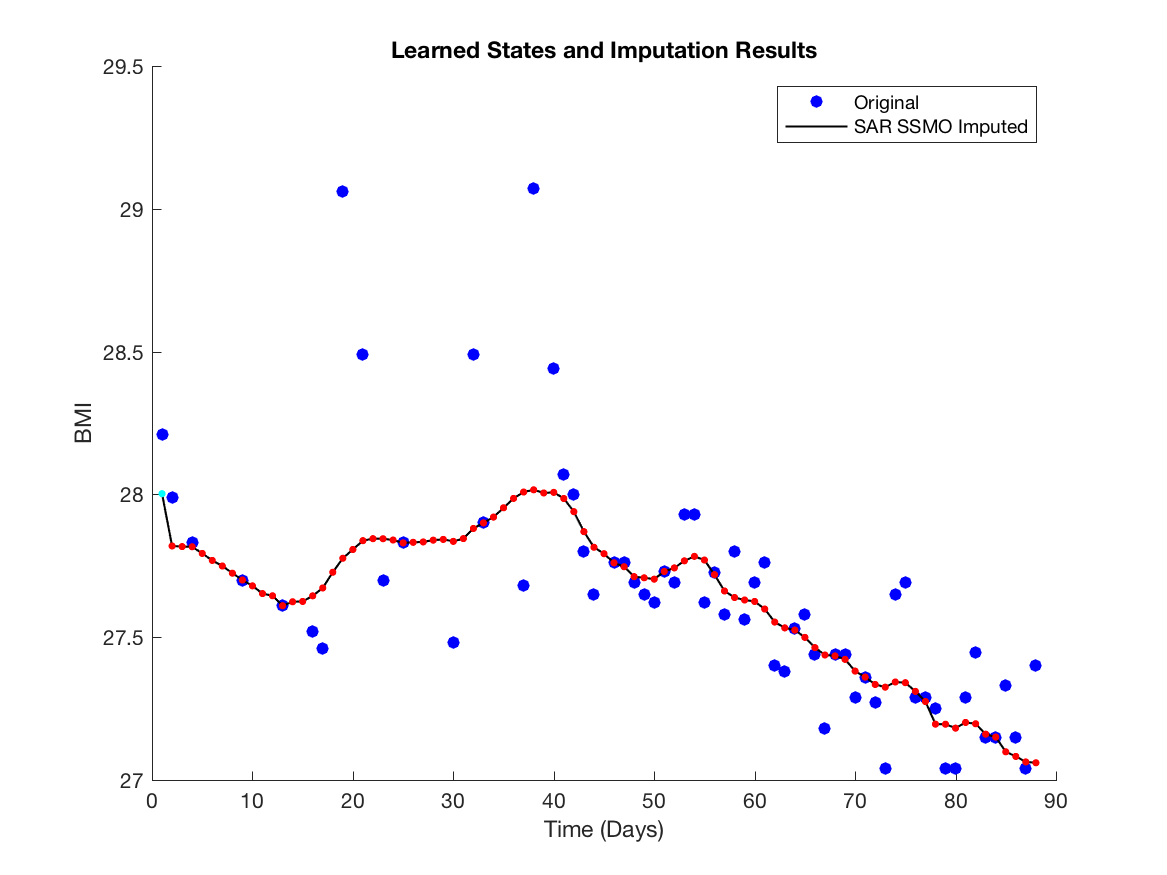 Learned States and Imputation Results
Original
SAR SSMO Imputed
29.5
29
28.5
28
27.5
27
BMI
0 10 20 30 40 50 60 70 80 90
Time (Days)